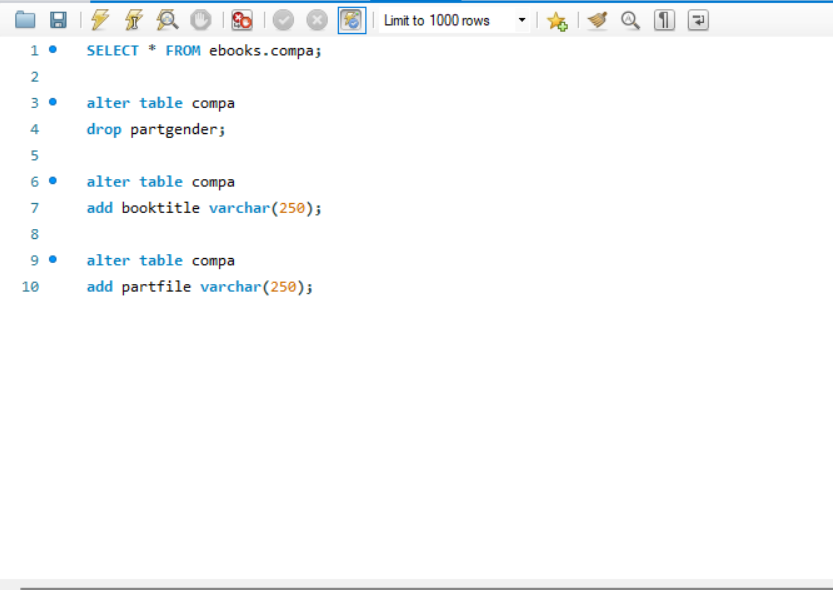 Limit to 1000 rows
1 SELECT * FROM ebooks.compa;
2
3 alter table compa
4 drop partgender;
5
6 alter table compa
7 add booktitle varchar(250);
8
9 alter table compa
10 add partfile varchar(250);